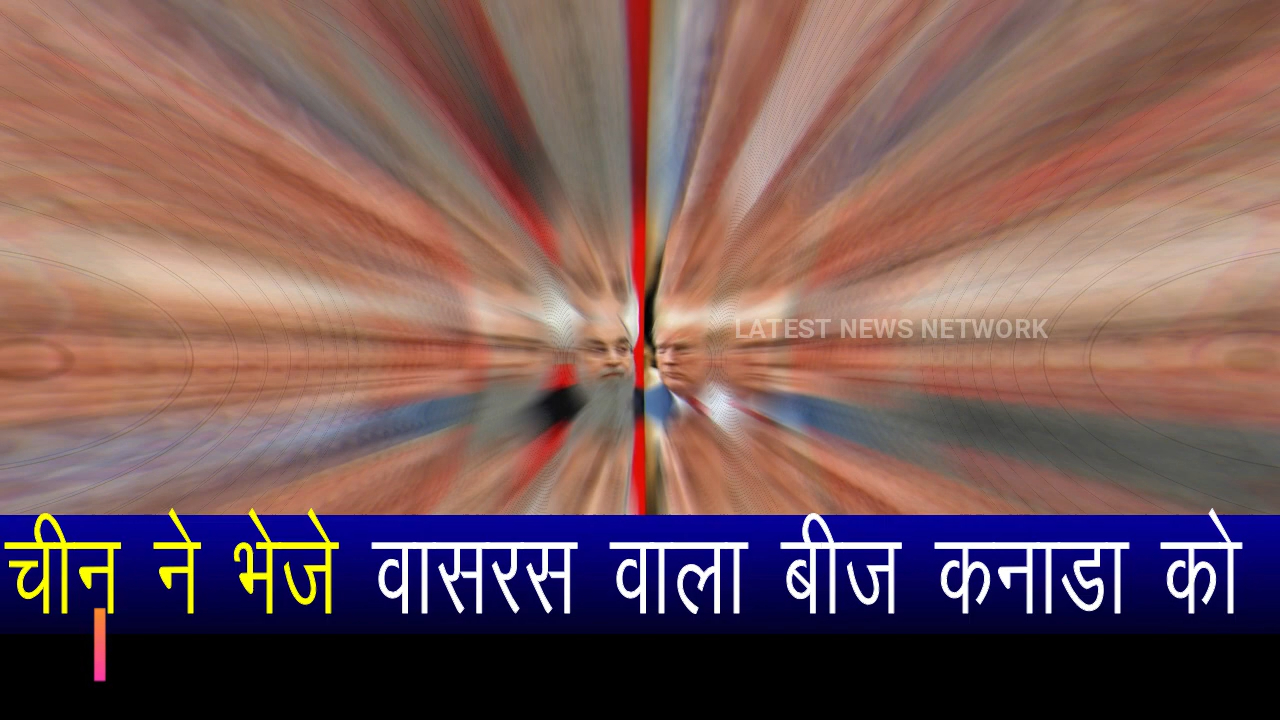 LATEST NEWS NETWORK
चीन ने भेजे वासरस वाला बीज कनाडा को